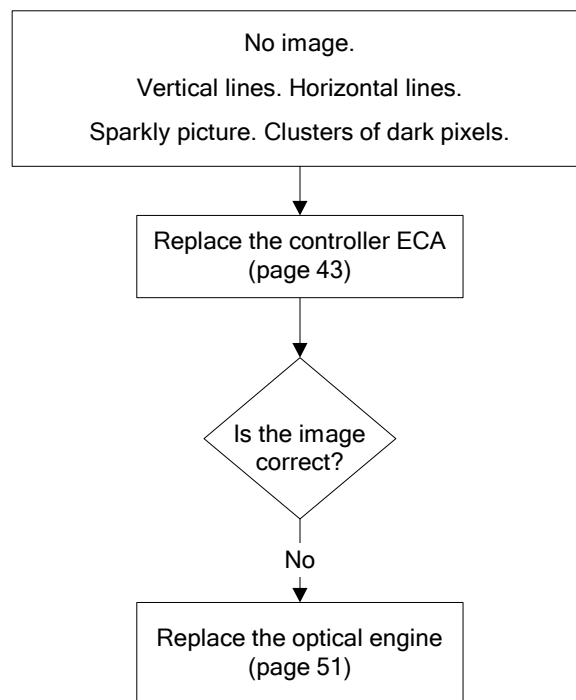 No image.
Vertical lines. Horizontal lines.
Sparkly picture. Clusters of dark pixels.
Replace the controller ECA
(page 43)
Is the image
correct?
No
Replace the optical engine
(page 51)